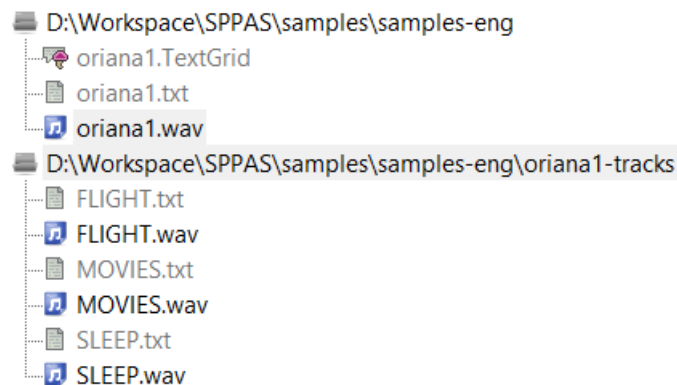 D:\Workspace\SPPAS\samples\samples-eng
oriana1.TextGrid
oriana1.txt
oriana1.wav
D:\Workspace\SPPAS\samples\samples-eng\oriana1-tracks
FLIGHT.txt
FLIGHT.wav
MOVIES.txt
MOVIES.wav
SLEEP.txt
SLEEP.wav